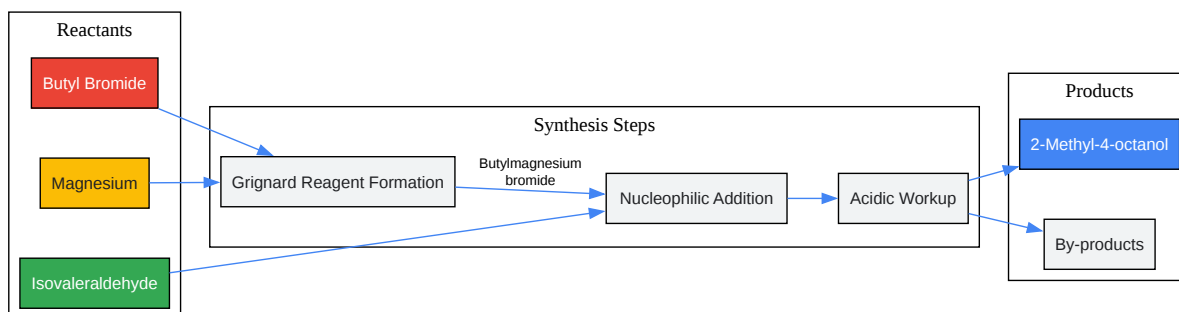 Reactants
Butyl Bromide
Magnesium
Isovaleraldehyde
Synthesis Steps
Grignard Reagent Formation
Butylmagnesium
bromide
Nucleophilic Addition
Acidic Workup
Products
2-Methyl-4-octanol
By-products